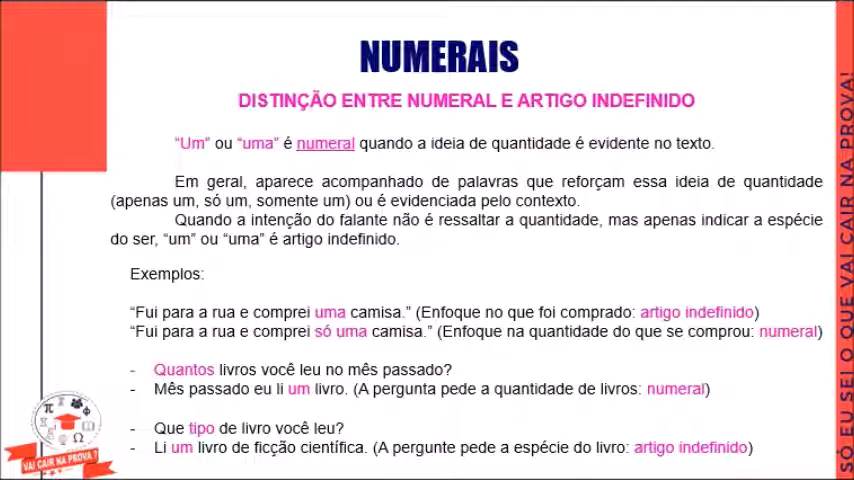 NUMERAIS
DISTINÇÃO ENTRE NUMERAL E ARTIGO INDEFINIDO
“Um” ou “uma” é numeral quando a ideia de quantidade é evidente no texto.
Em geral, aparece acompanhado de palavras que reforçam essa ideia de quantidade
(apenas um, só um, somente um) ou é evidenciada pelo contexto.
Quando a intenção do falante não é ressaltar a quantidade, mas apenas indicar a espécie
do ser, “um” ou “uma” é artigo indefinido.
Exemplos:
“Fui para a rua e comprei uma camisa.” (Enfoque no que foi comprado: artigo indefinido)
“Fui para a rua e comprei só uma camisa.” (Enfoque na quantidade do que se comprou: numeral)
- Quantos livros você leu no mês passado?
- Mês passado eu li um livro. (A pergunta pede a quantidade de livros: numeral)
- Que tipo de livro você leu?
- Li um livro de ficção científica. (A pergunte pede a espécie do livro: artigo indefinido)
VAI CAIR NA PROVA?
SÓ EU SEI O QUE VAI CAIR NA PROVA!